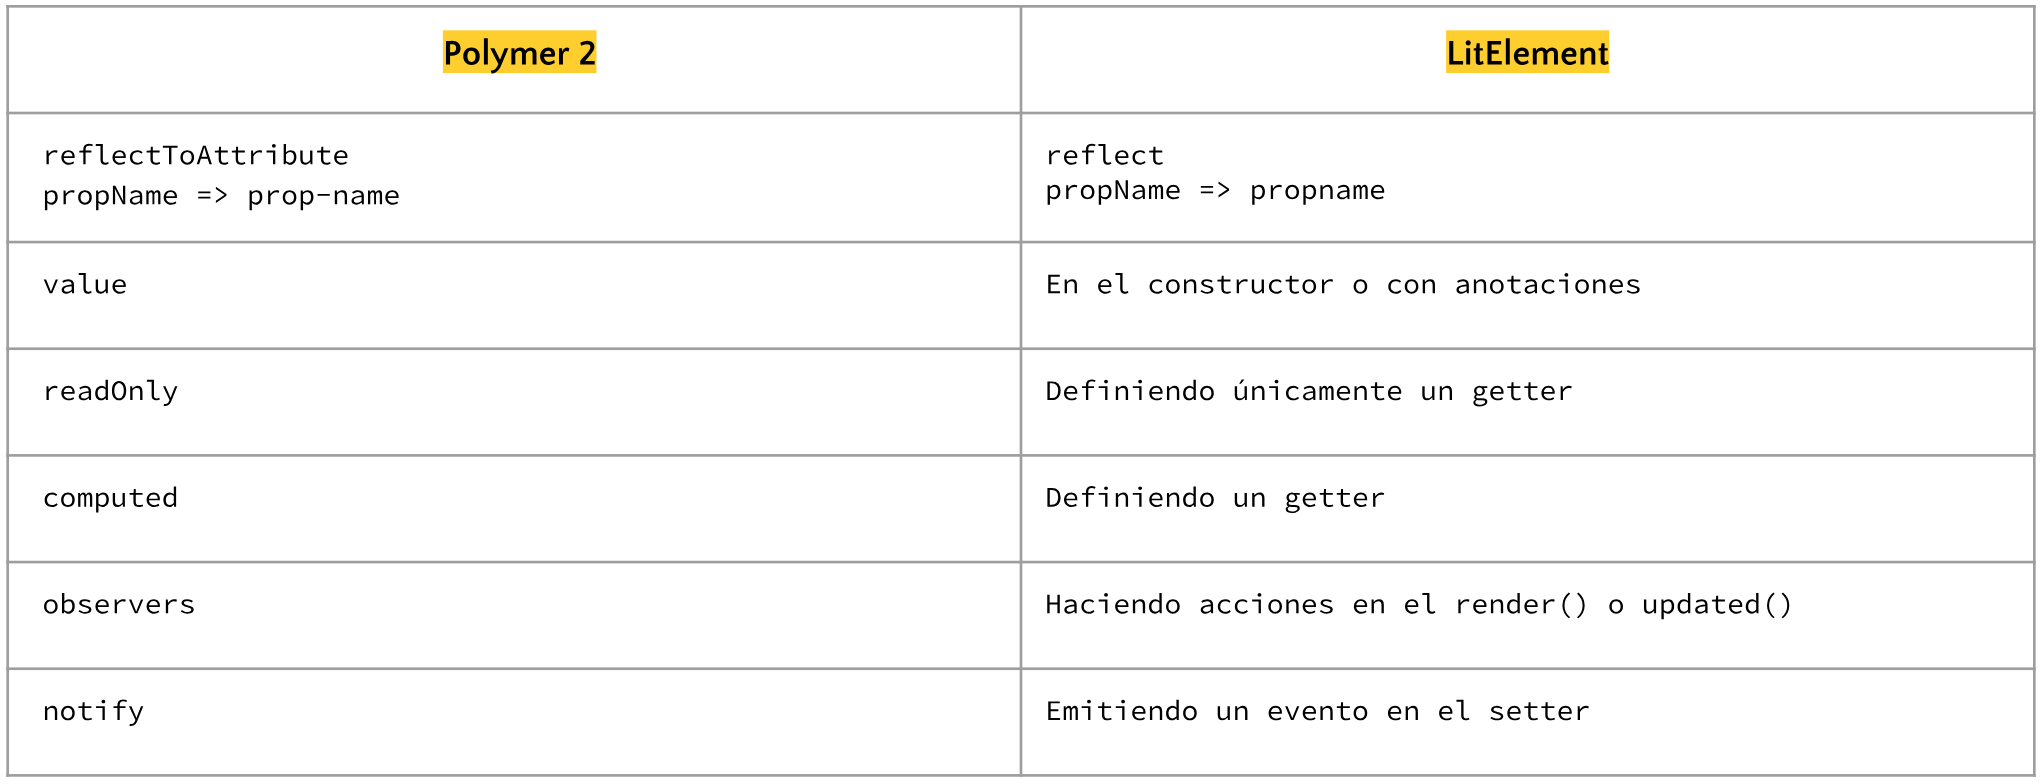 Polymer 2
LitElement
reflectToAttribute
propName => prop-name
reflect
propName => propname
value
En el constructor o con anotaciones
readOnly
Definiendo únicamente un getter
computed
Definiendo un getter
observers
Haciendo acciones en el render() o updated()
notify
Emitiendo un evento en el setter